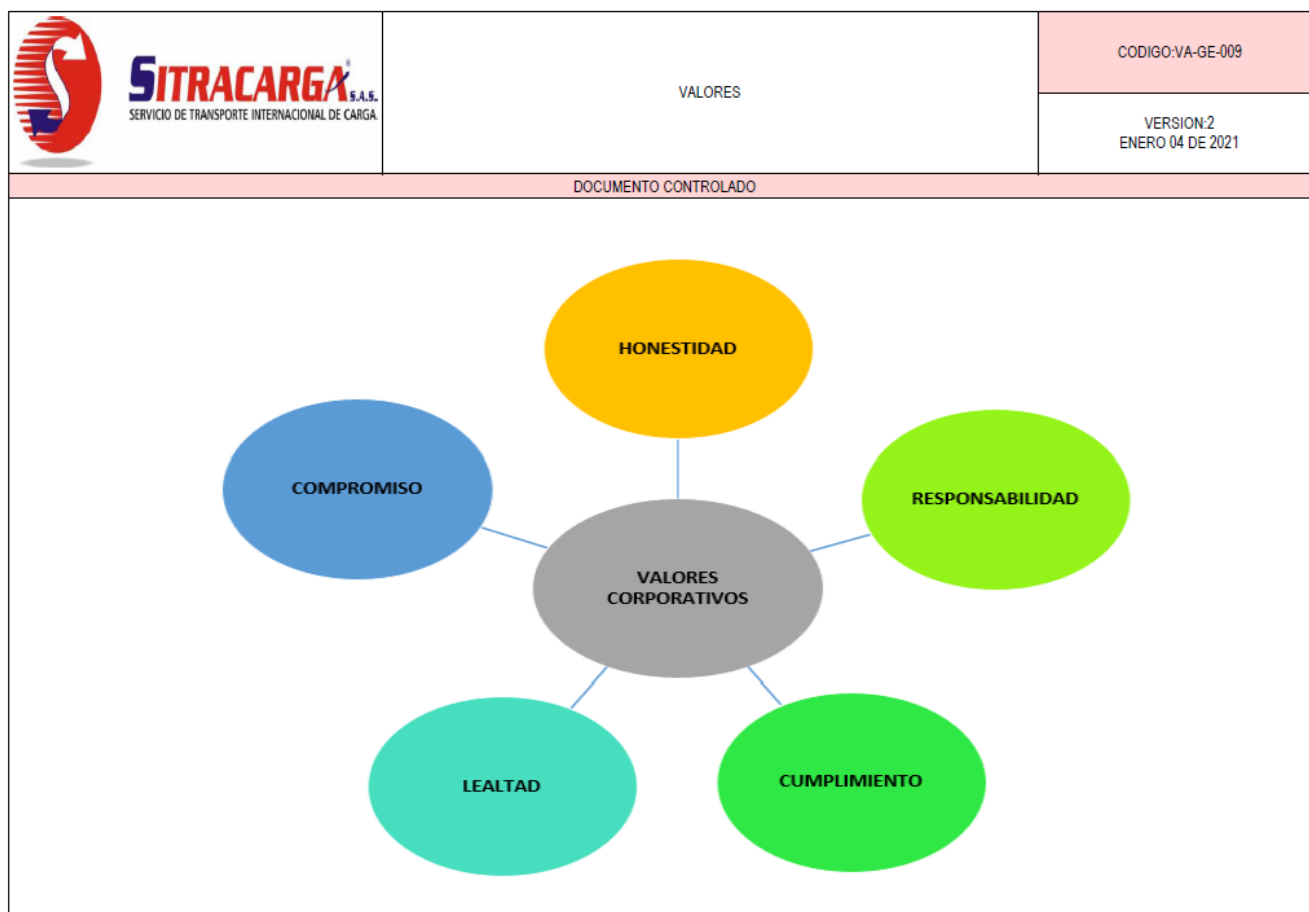 SITRACARGA S.A.S.
SERVICIO DE TRANSPORTE INTERNACIONAL DE CARGA.
VALORES
CODIGO:VA-GE-009
VERSION:2
ENERO 04 DE 2021
DOCUMENTO CONTROLADO
HONESTIDAD
COMPROMISO
RESPONSABILIDAD
VALORES
CORPORATIVOS
LEALTAD
CUMPLIMIENTO